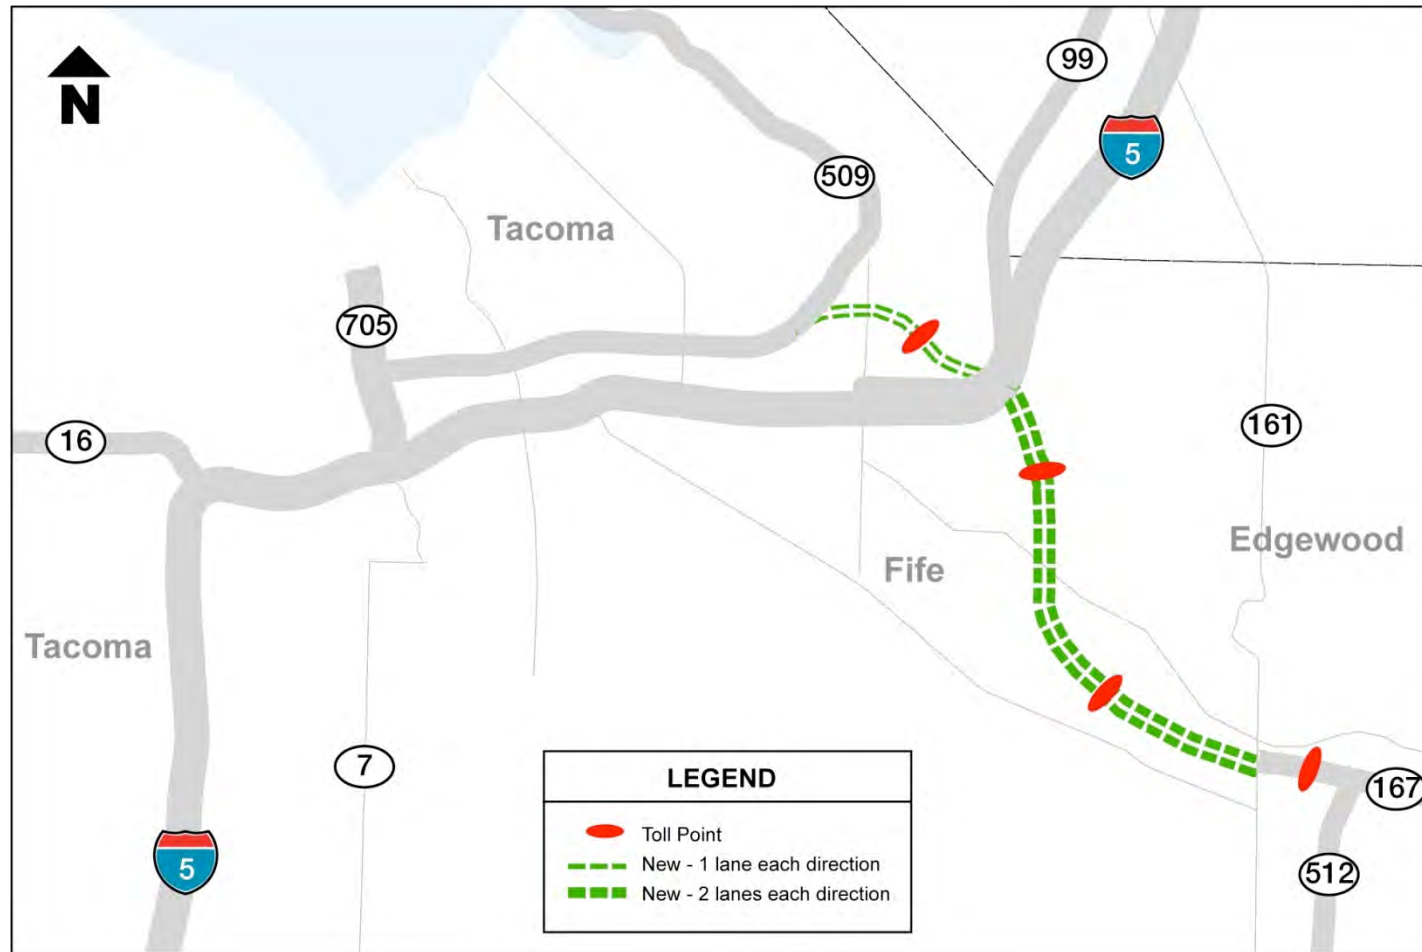 N
99
5
509
Tacoma
705
16
161
Edgewood
Fife
Tacoma
7
167
5
512
LEGEND
Toll Point
New - 1 lane each direction
New - 2 lanes each direction